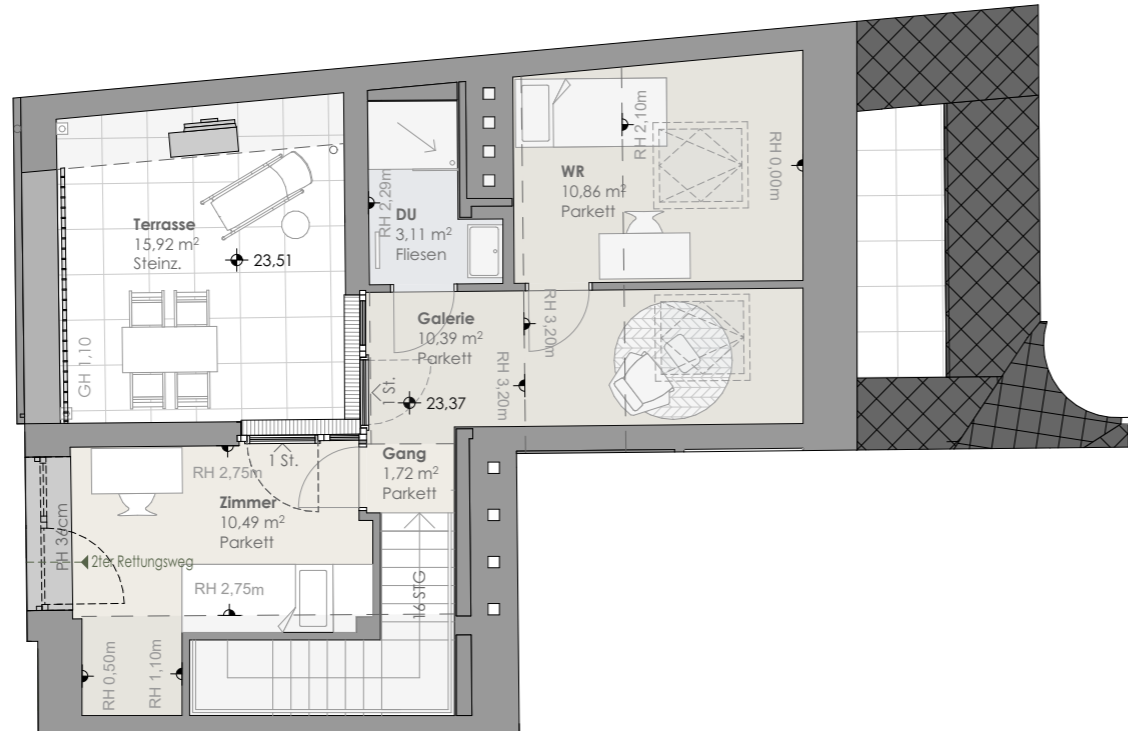 RH 2,10m
RH 0,00m
WR
10,86 m²
Parkett
RH 2,29m
DU
3,11 m²
Fliesen
Terrasse
15,92 m²
Steinz.
23,51
GH 1,10
Galerie
10,39 m²
Parkett
RH 3,20m
RH 3,20m
1 St.
23,37
Gang
1,72 m²
Parkett
RH 2,75m
1 St.
Zimmer
10,49 m²
Parkett
PH 36cm
2ter Rettungsweg
RH 2,75m
16 STG
RH 0,50m
RH 1,10m